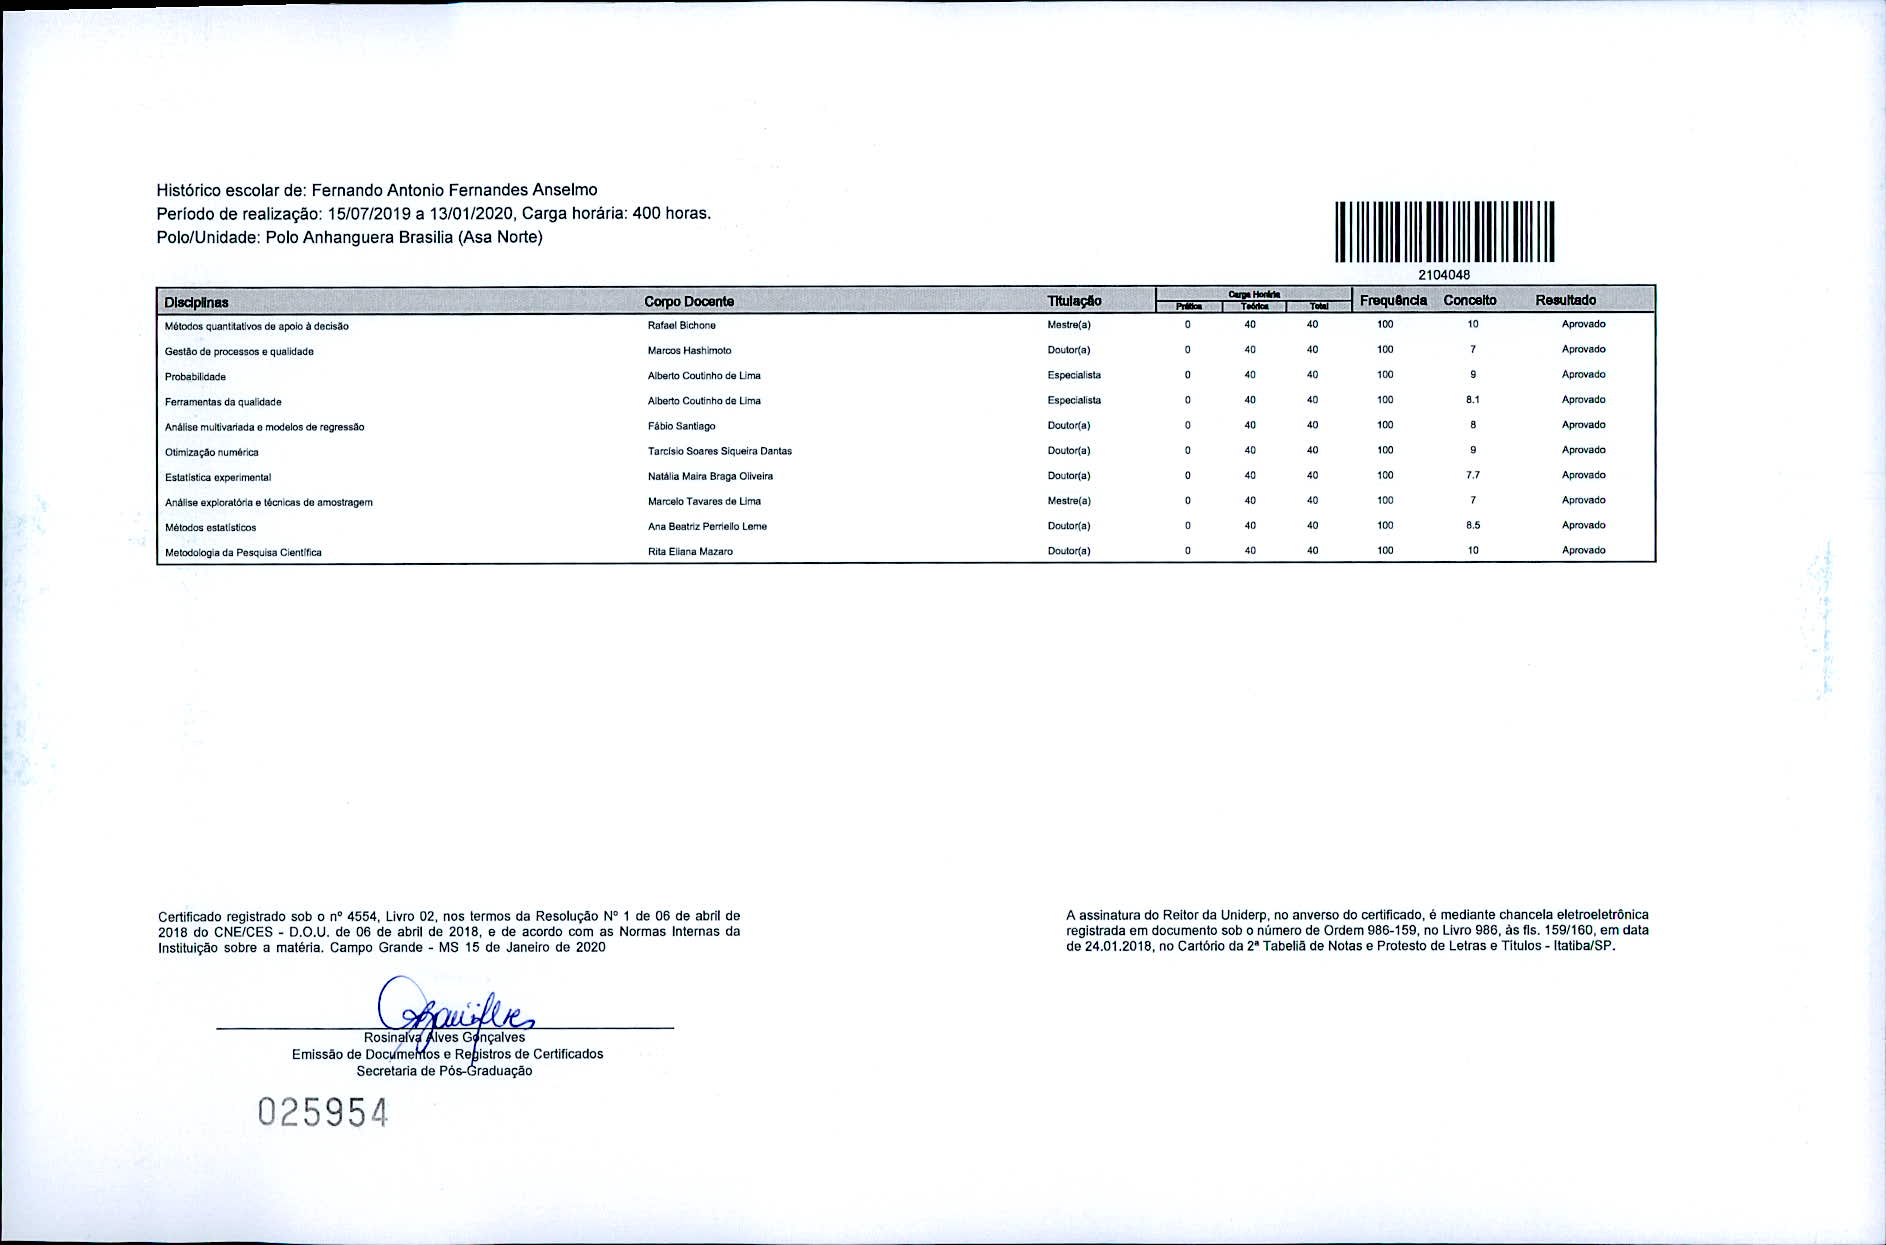 Histórico escolar de: Fernando Antonio Fernandes Anselmo
Período de realização: 15/07/2019 a 13/01/2020, Carga horária: 400 horas.
Polo/Unidade: Polo Anhanguera Brasilia (Asa Norte)
2104048
Disciplinas Corpo Docente Titulação Carga Horária Prática Teórica Total Frequência Conceito Resultado
Métodos quantitativos de apoio à decisão Rafael Bichone Mestre(a) 0 40 40 100 10 Aprovado
Gestão de processos e qualidade Marcos Hashimoto Doutor(a) 0 40 40 100 7 Aprovado
Probabilidade Alberto Coutinho de Lima Especialista 0 40 40 100 9 Aprovado
Ferramentas da qualidade Alberto Coutinho de Lima Especialista 0 40 40 100 8.1 Aprovado
Análise multivariada e modelos de regressão Fábio Santiago Doutor(a) 0 40 40 100 8 Aprovado
Otimização numérica Tarcísio Soares Siqueira Dantas Doutor(a) 0 40 40 100 9 Aprovado
Estatística experimental Natália Maira Braga Oliveira Doutor(a) 0 40 40 100 7.7 Aprovado
Análise exploratória e técnicas de amostragem Marcelo Tavares de Lima Mestre(a) 0 40 40 100 7 Aprovado
Métodos estatísticos Ana Beatriz Perriello Leme Doutor(a) 0 40 40 100 8.5 Aprovado
Metodologia da Pesquisa Científica Rita Eliana Mazaro Doutor(a) 0 40 40 100 10 Aprovado
Certificado registrado sob o nº 4554, Livro 02, nos termos da Resolução Nº 1 de 06 de abril de
2018 do CNE/CES - D.O.U. de 06 de abril de 2018, e de acordo com as Normas Internas da
Instituição sobre a matéria. Campo Grande - MS 15 de Janeiro de 2020
Rosinalva Alves Gonçalves
Emissão de Documentos e Registros de Certificados
Secretaria de Pós-Graduação
025954
A assinatura do Reitor da Uniderp, no anverso do certificado, é mediante chancela eletroeletrônica
registrada em documento sob o número de Ordem 986-159, no Livro 986, às fls. 159/160, em data
de 24.01.2018, no Cartório da 2ª Tabeliã de Notas e Protesto de Letras e Títulos - Itatiba/SP.